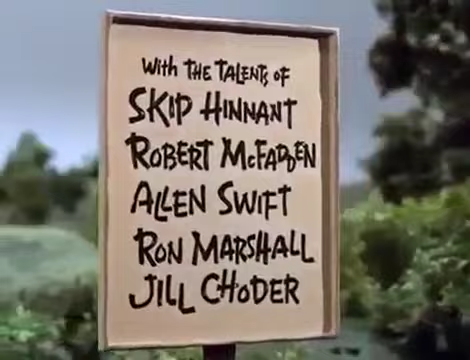 With THE TALENTS OF
SKIP HINNANT
ROBERT McFADDEN
ALLEN SWIFT
RON MARSHALL
JILL CHODER